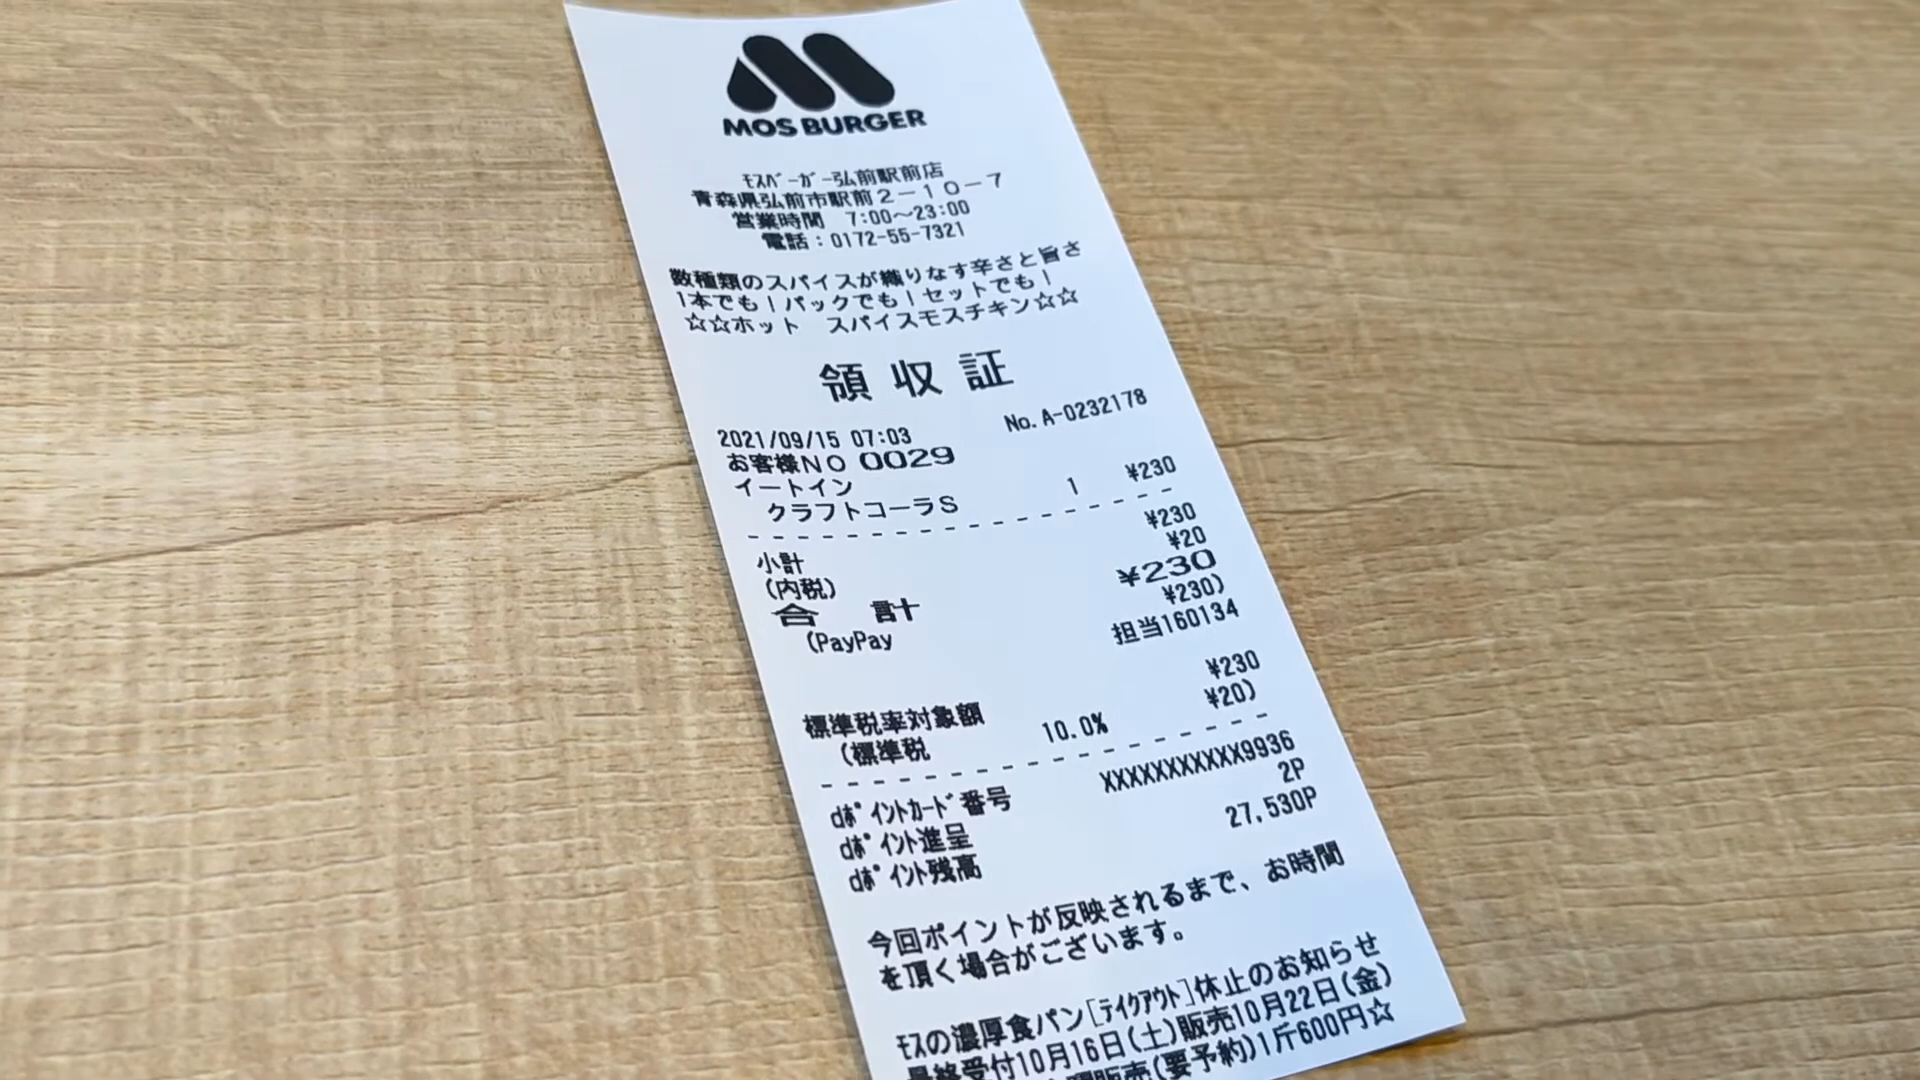 MOS BURGER
ﾓｽﾊﾞｰｶﾞｰ弘前駅前店
青森県弘前市駅前２－１０－７
営業時間 7:00～23:00
電話：0172-55-7321
数種類のスパイスが織りなす辛さと旨さ
１本でも！パックでも！セットでも！
☆☆ホット スパイスモスチキン☆☆
領収証
No.A-0232178
2021/09/15 07:03
お客様NO 0029
イートイン
クラフトコーラS 1 ¥230
小計 ¥230
(内税) ¥20
合計 ¥230
(PayPay ¥230)
担当160134
標準税率対象額 ¥230
(標準税 10.0% ¥20)
dﾎﾟｲﾝﾄｶｰﾄﾞ番号 XXXXXXXXXXX9936
dﾎﾟｲﾝﾄ進呈 2P
dﾎﾟｲﾝﾄ残高 27,530P
今回ポイントが反映されるまで、お時間
を頂く場合がございます。
ﾓｽの濃厚食パン[ﾃｲｸｱｳﾄ]休止のお知らせ
最終受付10月16日(土)販売10月22日(金)
販売(要予約)1斤600円☆